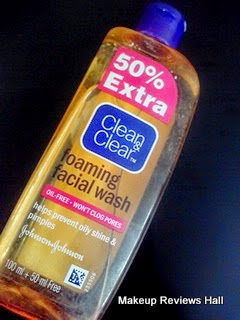 50%
Extra
Clean
&
Clear™
foaming
facial wash
OIL-FREE • WON'T CLOG PORES
helps prevent oily shine &
pimples
Johnson&Johnson
100 ml + 50 ml Free
Makeup Reviews Hall